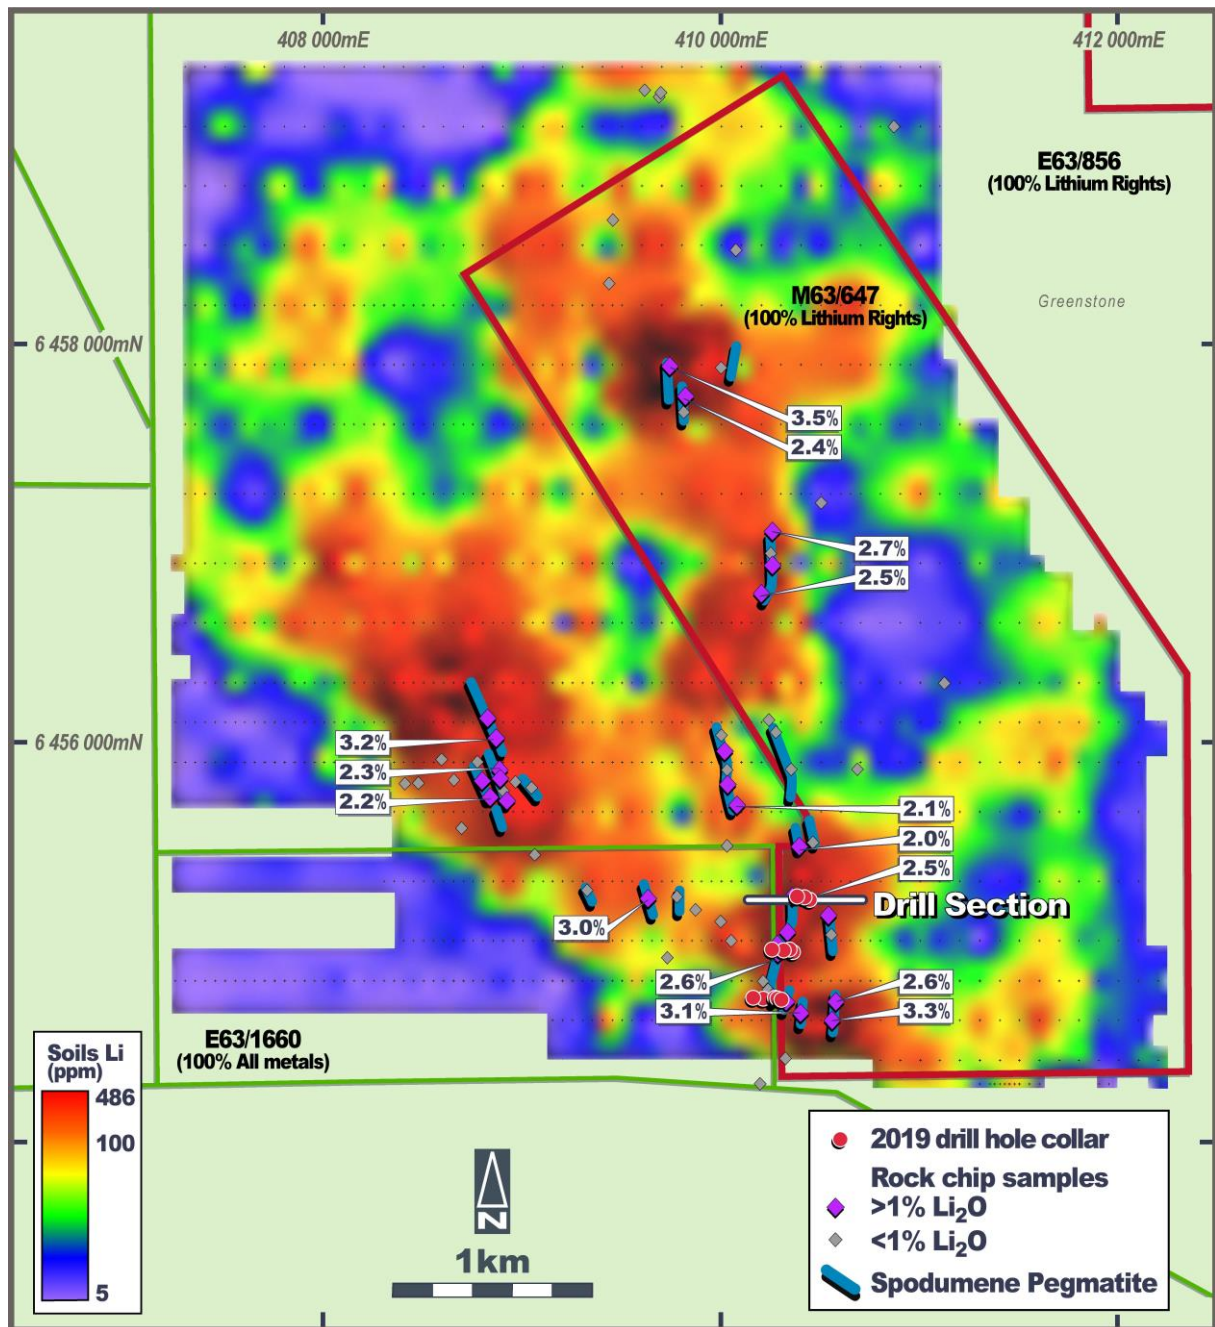 408 000mE
410 000mE
412 000mE
E63/856
(100% Lithium Rights)
M63/647
(100% Lithium Rights)
Greenstone
6 458 000mN
3.5%
2.4%
2.7%
2.5%
6 456 000mN
3.2%
2.3%
2.2%
2.1%
2.0%
2.5%
Drill Section
3.0%
2.6%
2.6%
3.1%
3.3%
E63/1660
(100% All metals)
Soils Li
(ppm)
486
100
5
N
1km
2019 drill hole collar
Rock chip samples
>1% Li₂O
<1% Li₂O
Spodumene Pegmatite